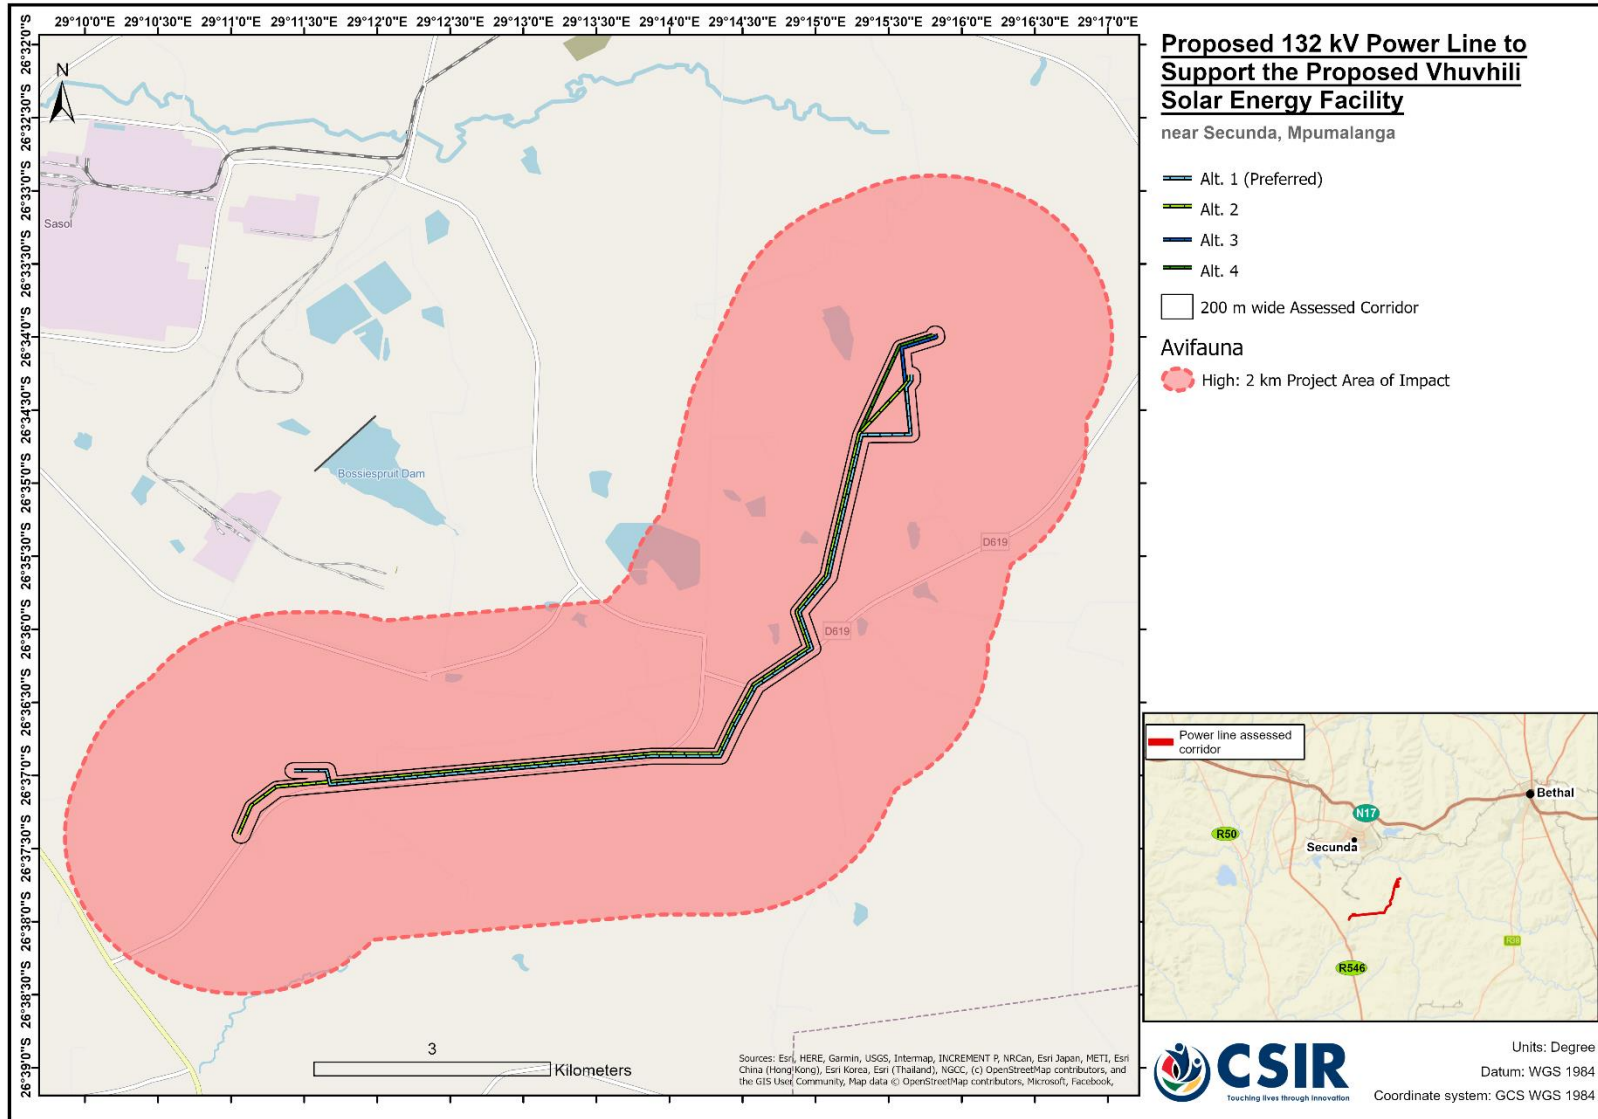 29°10'0"E 29°10'30"E 29°11'0"E 29°11'30"E 29°12'0"E 29°12'30"E 29°13'0"E 29°13'30"E 29°14'0"E 29°14'30"E 29°15'0"E 29°15'30"E 29°16'0"E 29°16'30"E 29°17'0"E
26°32'0"S
26°32'30"S
26°33'0"S
26°33'30"S
26°34'0"S
26°34'30"S
26°35'0"S
26°35'30"S
26°36'0"S
26°36'30"S
26°37'0"S
26°37'30"S
26°38'0"S
26°38'30"S
26°39'0"S
N
Sasol
Bossiespruit Dam
D619
D619
3
Kilometers
Sources: Esri, HERE, Garmin, USGS, Intermap, INCREMENT P, NRCan, Esri Japan, METI, Esri
China (Hong Kong), Esri Korea, Esri (Thailand), NGCC, (c) OpenStreetMap contributors, and
the GIS User Community, Map data © OpenStreetMap contributors, Microsoft, Facebook,
Proposed 132 kV Power Line to
Support the Proposed Vhuvhili
Solar Energy Facility
near Secunda, Mpumalanga
Alt. 1 (Preferred)
Alt. 2
Alt. 3
Alt. 4
200 m wide Assessed Corridor
Avifauna
High: 2 km Project Area of Impact
Power line assessed
corridor
Bethal
N17
R50
Secunda
R38
R546
CSIR
Touching lives through innovation
Units: Degree
Datum: WGS 1984
Coordinate system: GCS WGS 1984